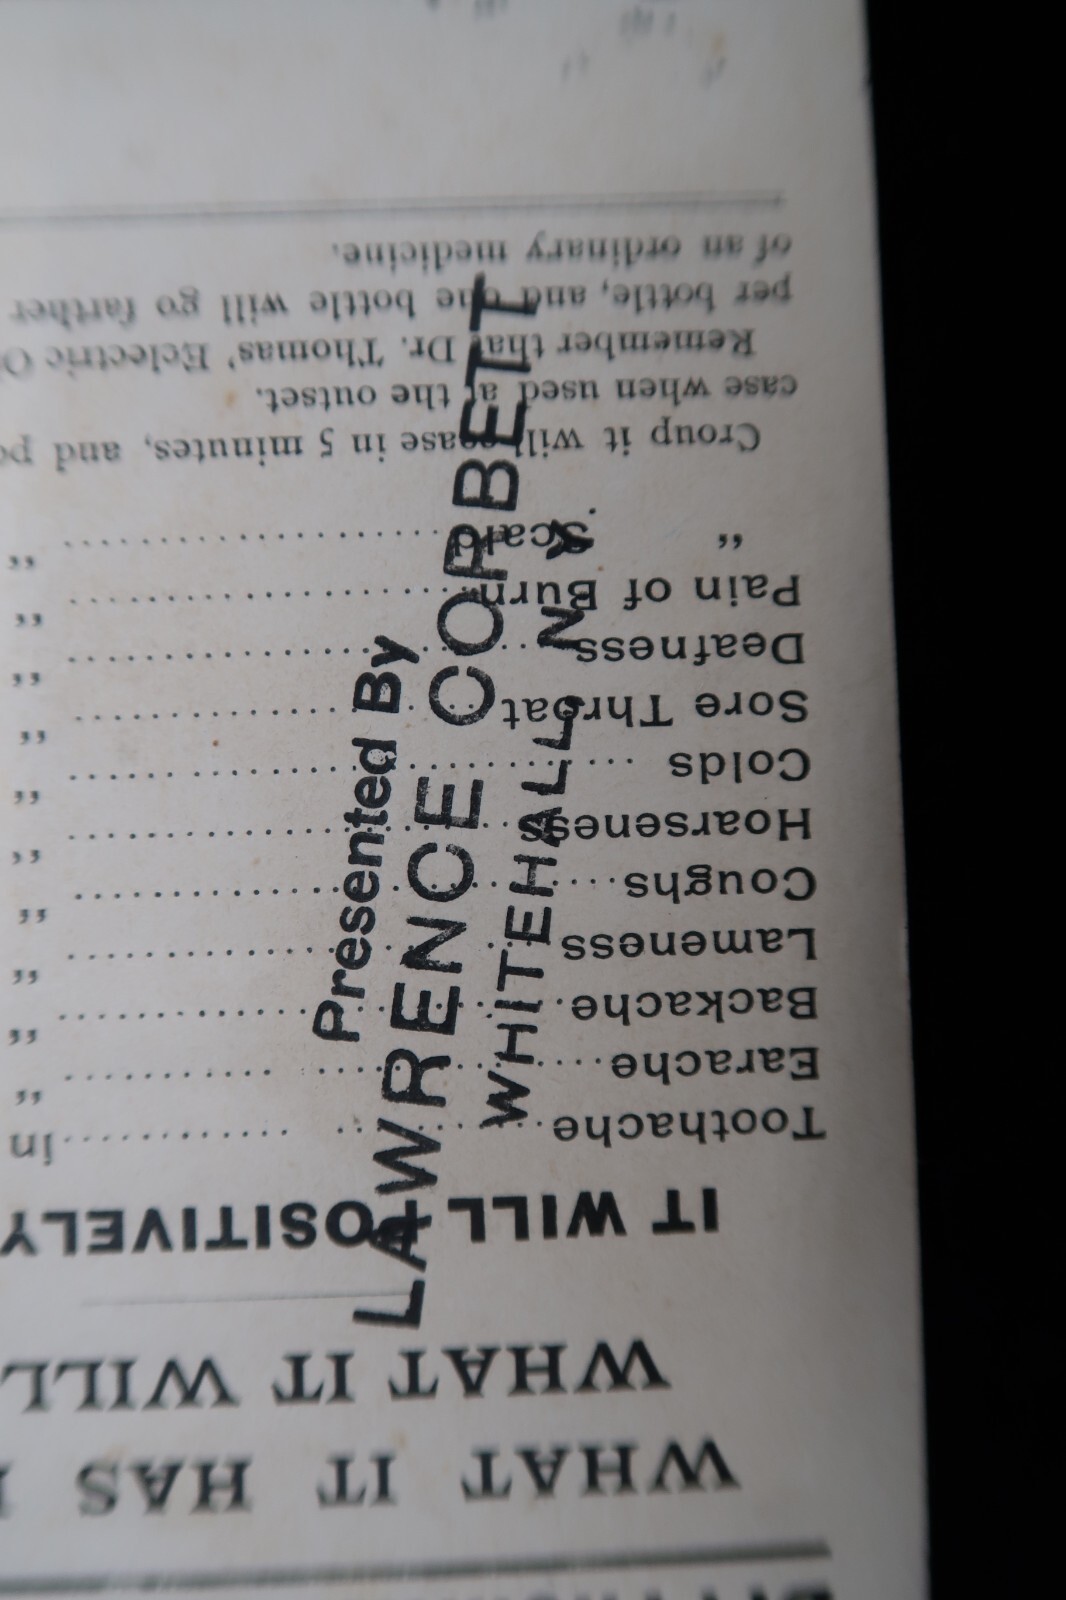 WHAT IT HAS
WHAT IT WILL
IT WILL POSITIVELY
Toothache in
Earache "
Backache "
Lameness "
Coughs "
Hoarseness "
Colds "
Sore Throat "
Deafness "
Pain of Burn "
" Scald "
Croup it will cease in 5 minutes, and
case when used at the outset.
Remember that Dr. Thomas' Eclectric
per bottle, and one bottle will go farther
of an ordinary medicine.
Presented By
LAWRENCE CORBETT
WHITEHALL, N Y